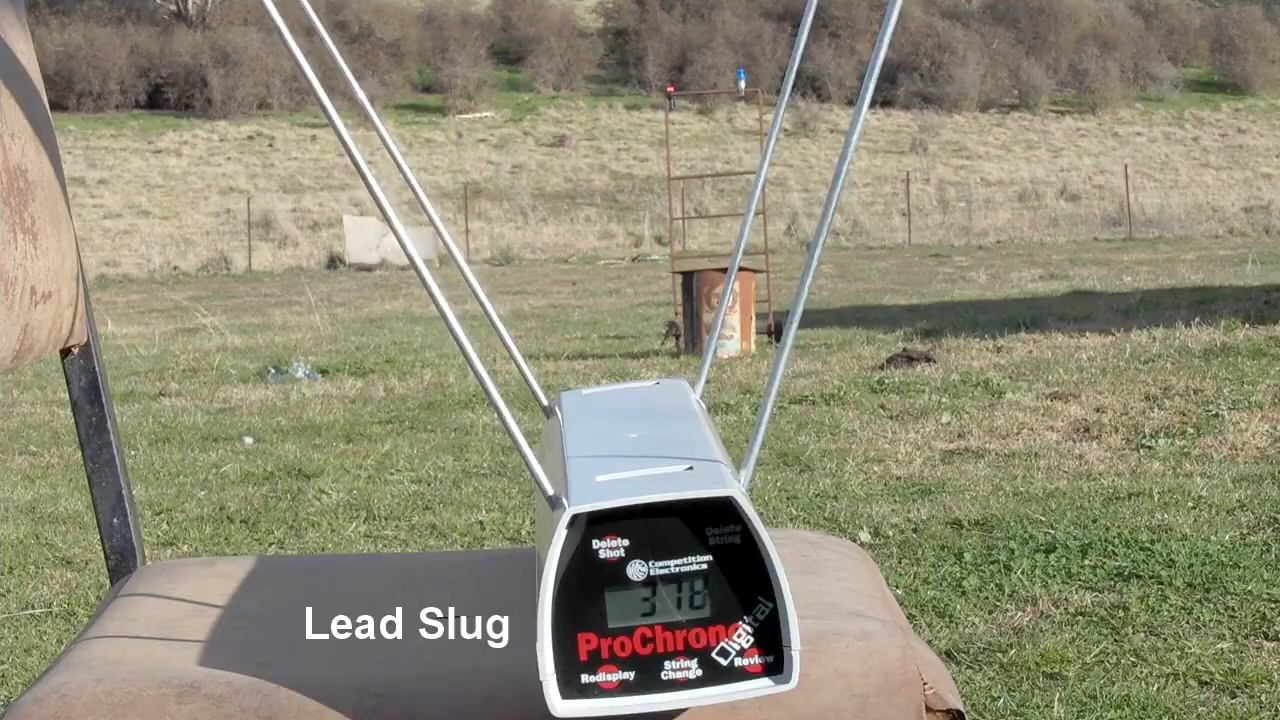 Delete
Shot
Delete
String
Competition
Electronics
378
ProChrono
Digital
Redisplay
String
Change
Review
Lead Slug